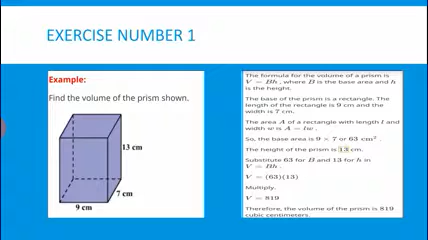 EXERCISE NUMBER 1
Example:
Find the volume of the prism shown.
13 cm
7 cm
9 cm
The formula for the volume of a prism is
V = Bh, where B is the base area and h
is the height.
The base of the prism is a rectangle. The
length of the rectangle is 9 cm and the
width is 7 cm.
The area A of a rectangle with length l and
width w is A = lw.
So, the base area is 9 × 7 or 63 cm².
The height of the prism is 13 cm.
Substitute 63 for B and 13 for h in
V = Bh.
V = (63)(13)
Multiply.
V = 819
Therefore, the volume of the prism is 819
cubic centimeters.